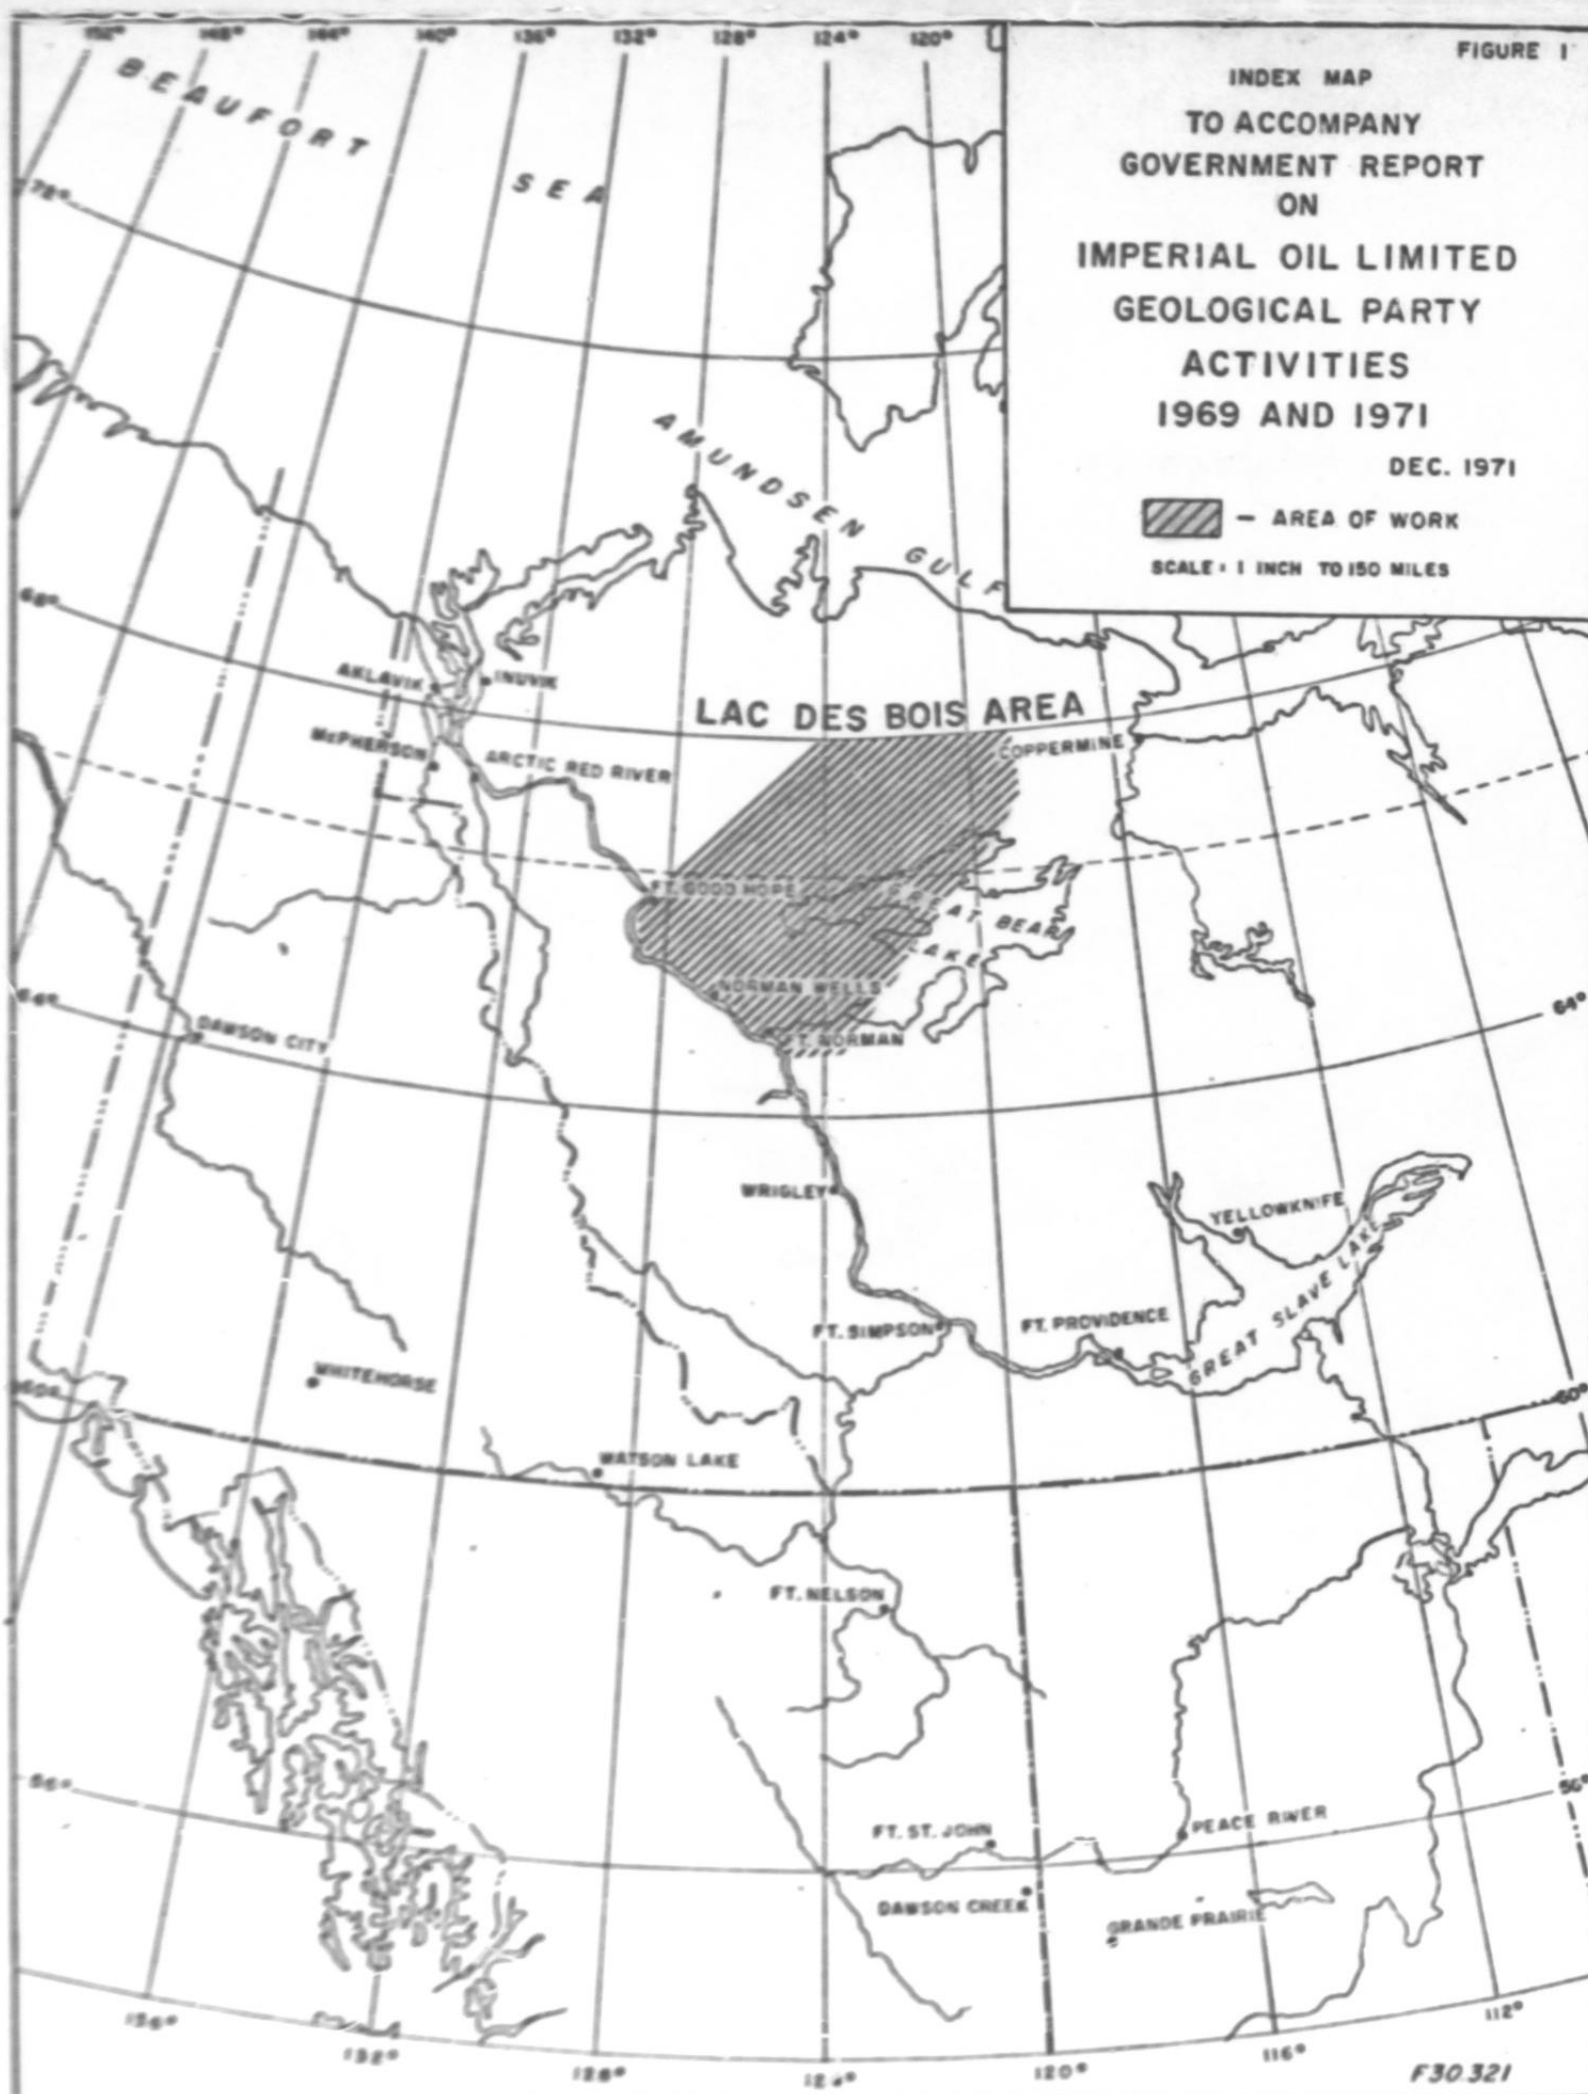 152° 148° 144° 140° 136° 132° 128° 124° 120°
FIGURE 1
INDEX MAP
TO ACCOMPANY
GOVERNMENT REPORT
ON
IMPERIAL OIL LIMITED
GEOLOGICAL PARTY
ACTIVITIES
1969 AND 1971
DEC. 1971
— AREA OF WORK
SCALE: 1 INCH TO 150 MILES
BEAUFORT SEA
72°
AMUNDSEN GULF
68°
AKLAVIK
INUVIK
LAC DES BOIS AREA
McPHERSON
ARCTIC RED RIVER
COPPERMINE
FT. GOOD HOPE
GREAT BEAR
LAKE
NORMAN WELLS
64°
64°
DAWSON CITY
FT. NORMAN
WRIGLEY
YELLOWKNIFE
GREAT SLAVE LAKE
FT. SIMPSON
FT. PROVIDENCE
WHITEHORSE
60°
60°
WATSON LAKE
FT. NELSON
56°
56°
FT. ST. JOHN
PEACE RIVER
DAWSON CREEK
GRANDE PRAIRIE
136° 132° 128° 124° 120° 116° 112°
F30.321